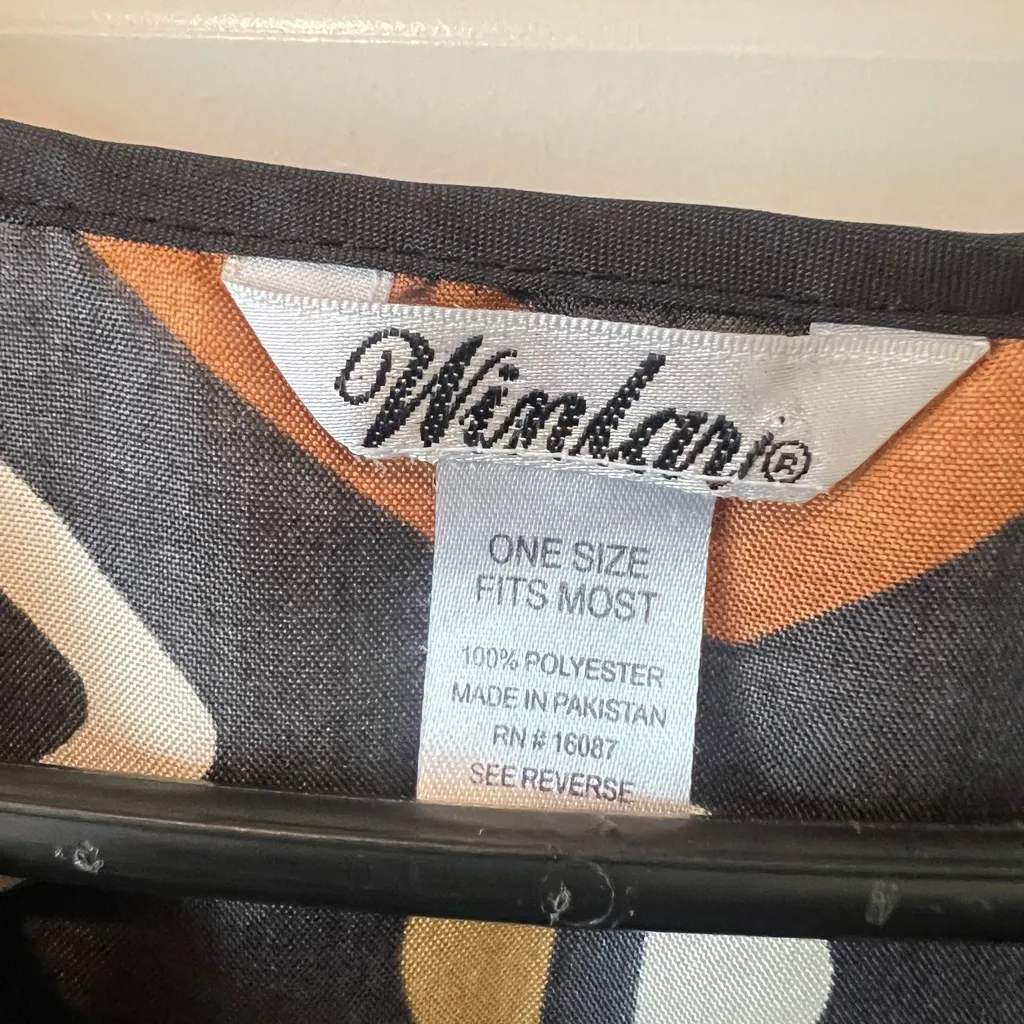 Winlar®
ONE SIZE
FITS MOST
100% POLYESTER
MADE IN PAKISTAN
RN # 16087
SEE REVERSE